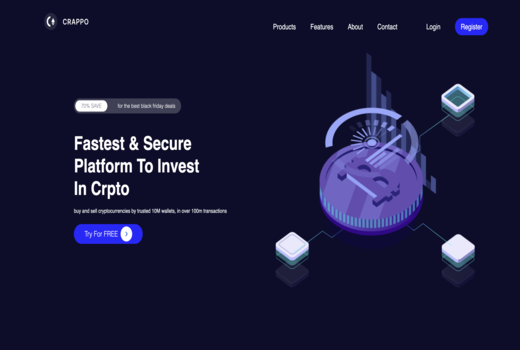 CRAPPO
Products Features About Contact Login Register
75% SAVE for the best black friday deals
Fastest & Secure
Platform To Invest
In Crpto
buy and sell cryptocurrencies by trusted 10M wallets, in over 100m transactions
Try For FREE